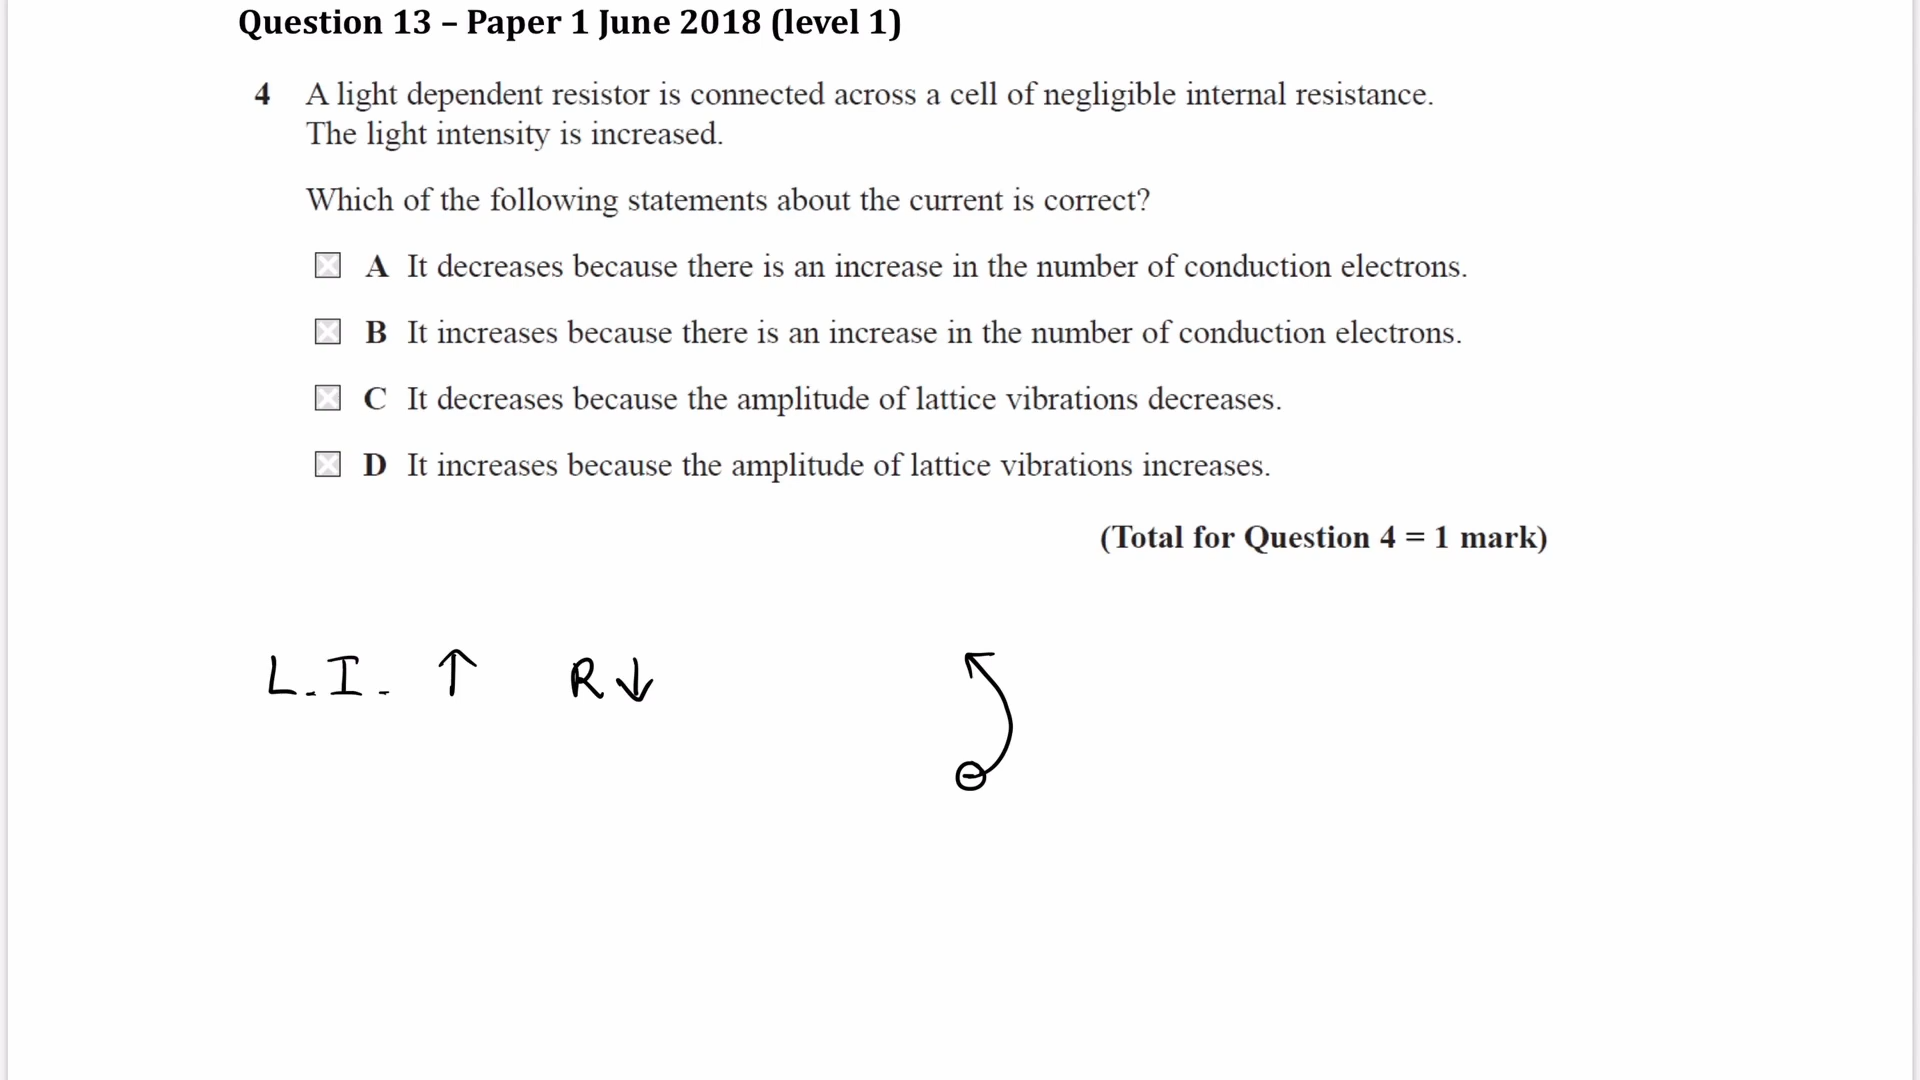 Question 13 – Paper 1 June 2018 (level 1)
4 A light dependent resistor is connected across a cell of negligible internal resistance.
The light intensity is increased.
Which of the following statements about the current is correct?
A It decreases because there is an increase in the number of conduction electrons.
B It increases because there is an increase in the number of conduction electrons.
C It decreases because the amplitude of lattice vibrations decreases.
D It increases because the amplitude of lattice vibrations increases.
(Total for Question 4 = 1 mark)
L.I. ↑ R↓